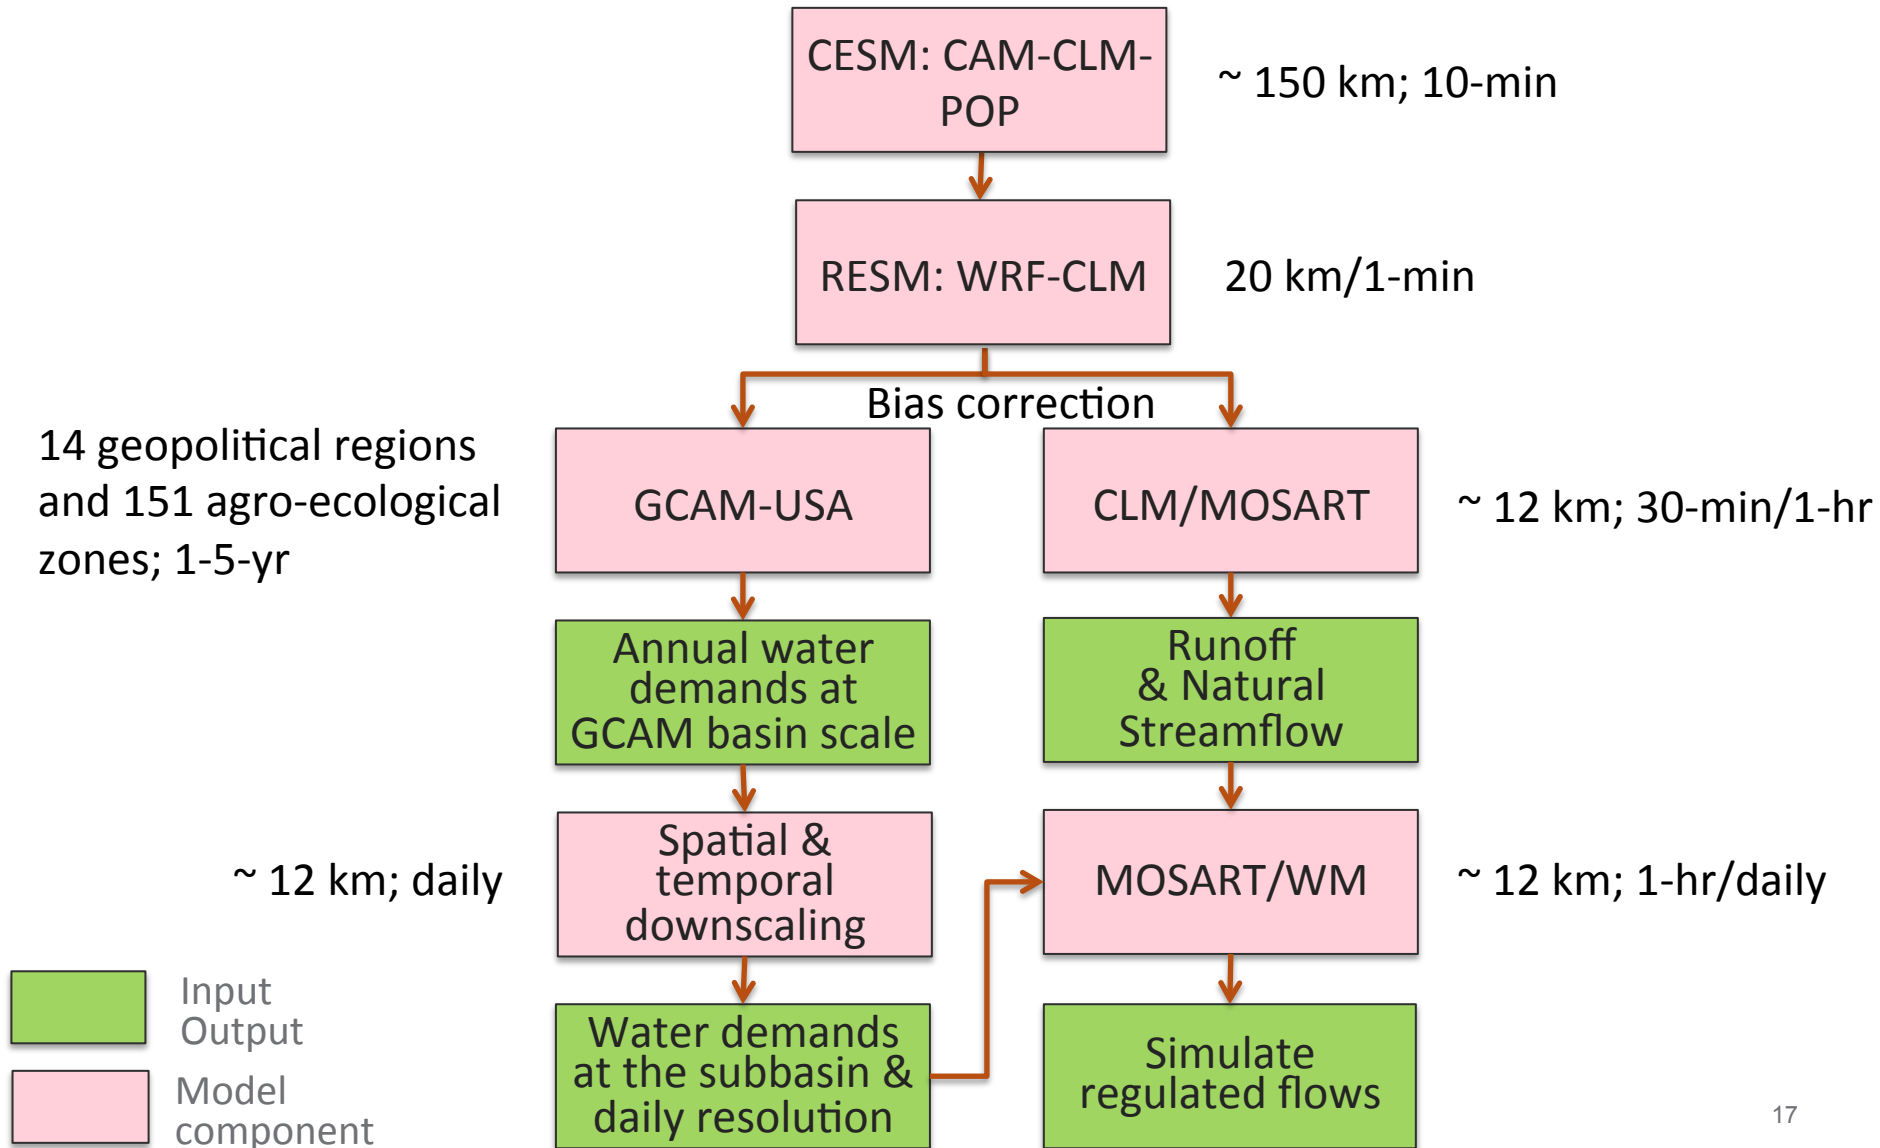 CESM: CAM-CLM-
POP
~ 150 km; 10-min
RESM: WRF-CLM
20 km/1-min
Bias correction
14 geopolitical regions
and 151 agro-ecological
zones; 1-5-yr
GCAM-USA
CLM/MOSART
~ 12 km; 30-min/1-hr
Annual water
demands at
GCAM basin scale
Runoff
& Natural
Streamflow
~ 12 km; daily
Spatial &
temporal
downscaling
MOSART/WM
~ 12 km; 1-hr/daily
Input
Output
Model
component
Water demands
at the subbasin &
daily resolution
Simulate
regulated flows
17